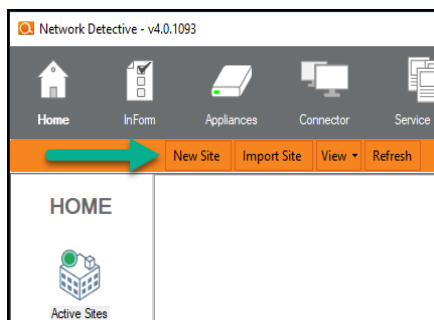 Network Detective - v4.0.1093
Home InForm Appliances Connector Service
New Site Import Site View Refresh
HOME
Active Sites